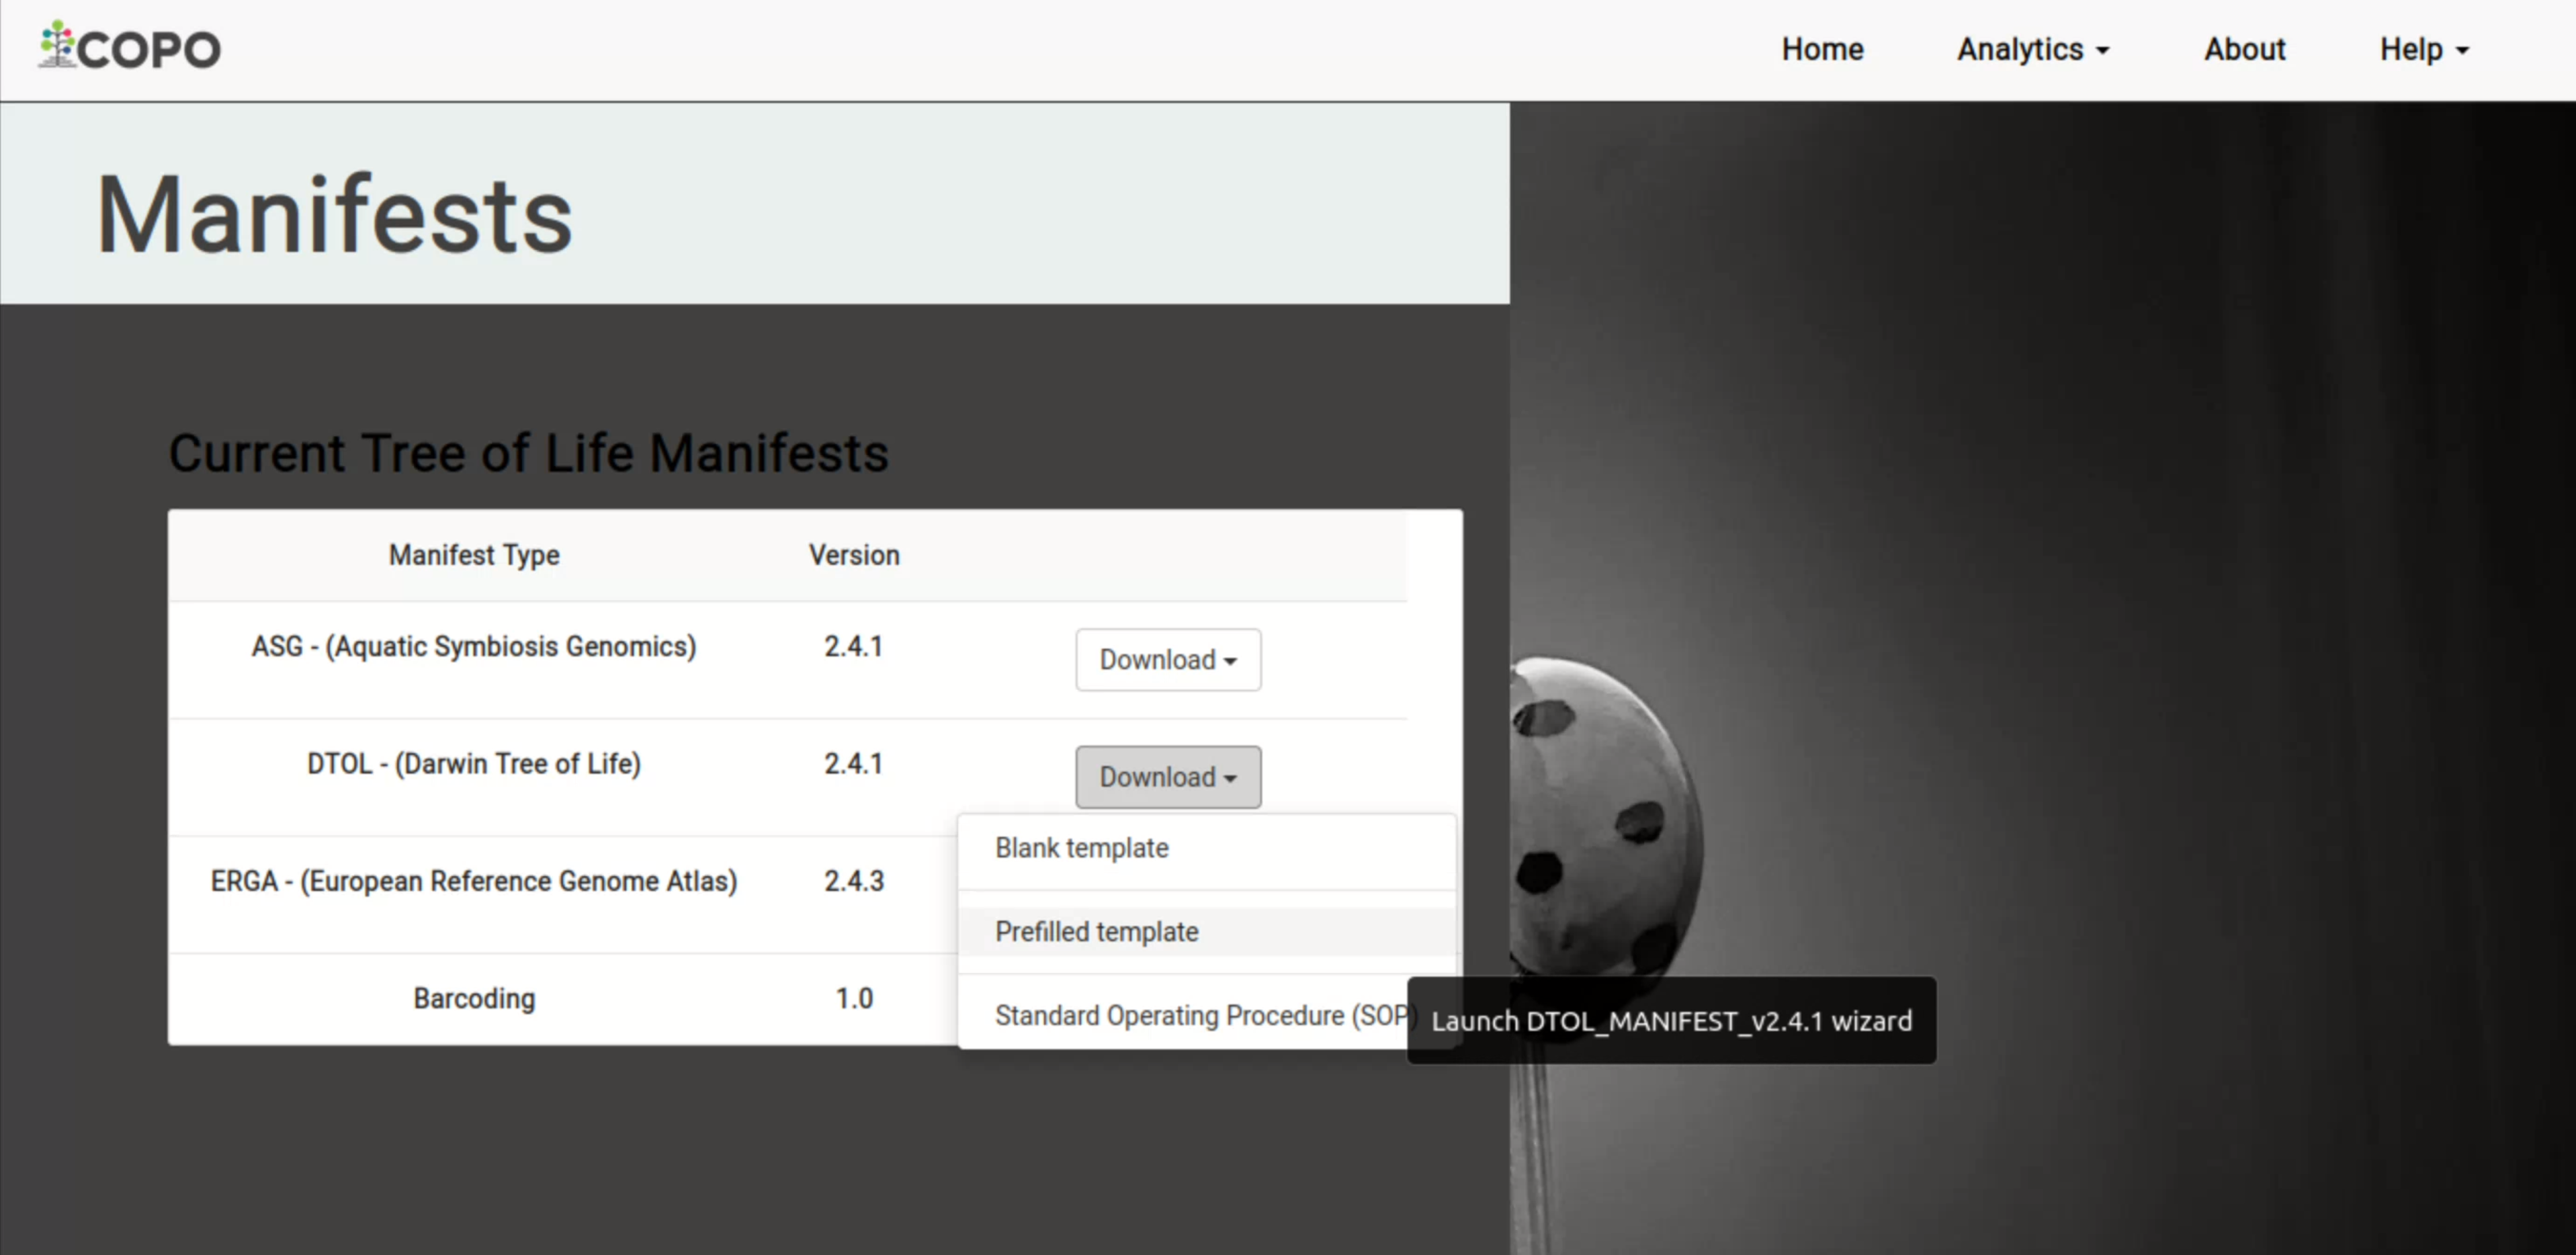 COPO
Home Analytics About Help
Manifests
Current Tree of Life Manifests
Manifest Type Version
ASG - (Aquatic Symbiosis Genomics) 2.4.1 Download
DTOL - (Darwin Tree of Life) 2.4.1 Download
Blank template
ERGA - (European Reference Genome Atlas) 2.4.3
Prefilled template
Barcoding 1.0
Standard Operating Procedure (SOP)
Launch DTOL_MANIFEST_v2.4.1 wizard